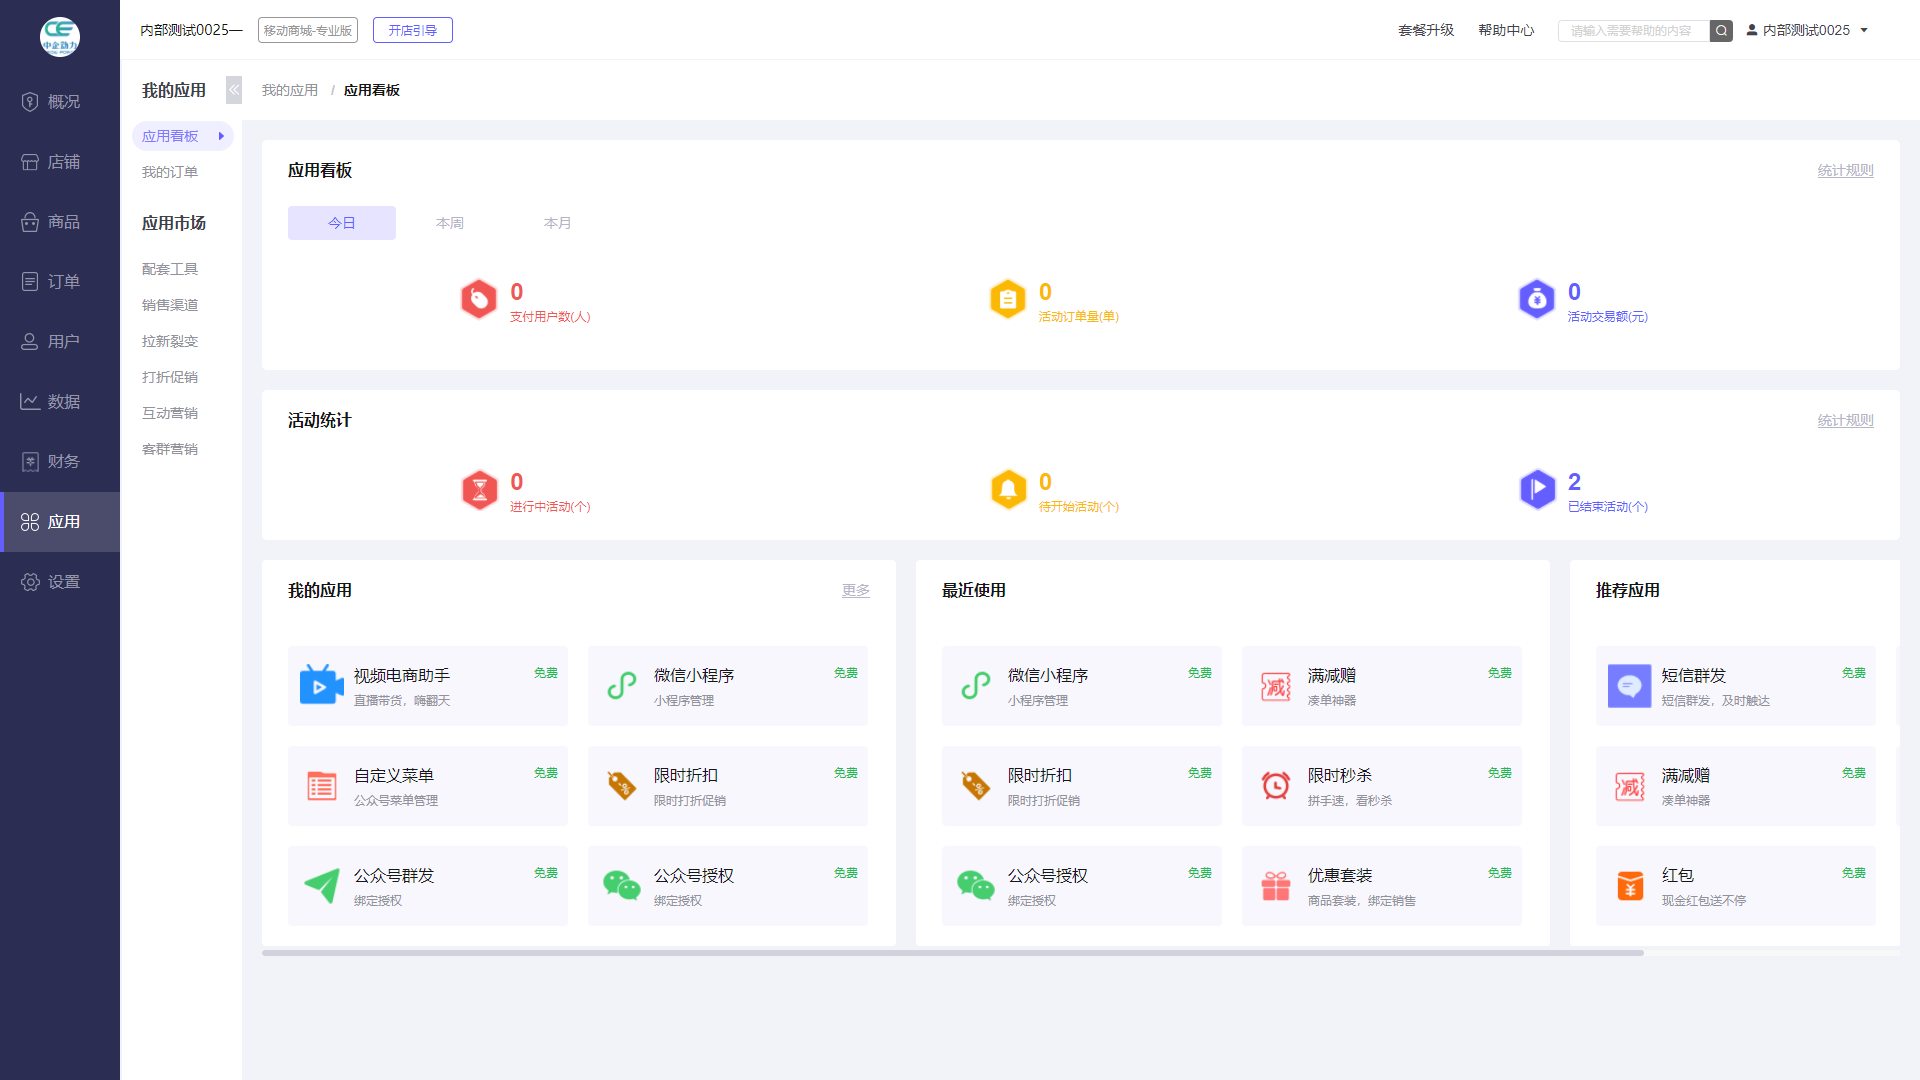 中企动力
内部测试0025—
移动商城-专业版
开店引导
套餐升级
帮助中心
请输入需要帮助的内容
内部测试0025
概况
店铺
商品
订单
用户
数据
财务
应用
设置
我的应用
应用看板
我的订单
应用市场
配套工具
销售渠道
拉新裂变
打折促销
互动营销
客群营销
我的应用 / 应用看板
应用看板
统计规则
今日
本周
本月
0
支付用户数(人)
0
活动订单量(单)
0
活动交易额(元)
活动统计
统计规则
0
进行中活动(个)
0
待开始活动(个)
2
已结束活动(个)
我的应用
更多
视频电商助手
免费
直播带货，嗨翻天
微信小程序
免费
小程序管理
自定义菜单
免费
公众号菜单管理
限时折扣
免费
限时打折促销
公众号群发
免费
绑定授权
公众号授权
免费
绑定授权
最近使用
微信小程序
免费
小程序管理
减
满减赠
免费
凑单神器
限时折扣
免费
限时打折促销
限时秒杀
免费
拼手速，看秒杀
公众号授权
免费
绑定授权
优惠套装
免费
商品套装，绑定销售
推荐应用
短信群发
免费
短信群发，及时触达
减
满减赠
免费
凑单神器
红包
免费
现金红包送不停